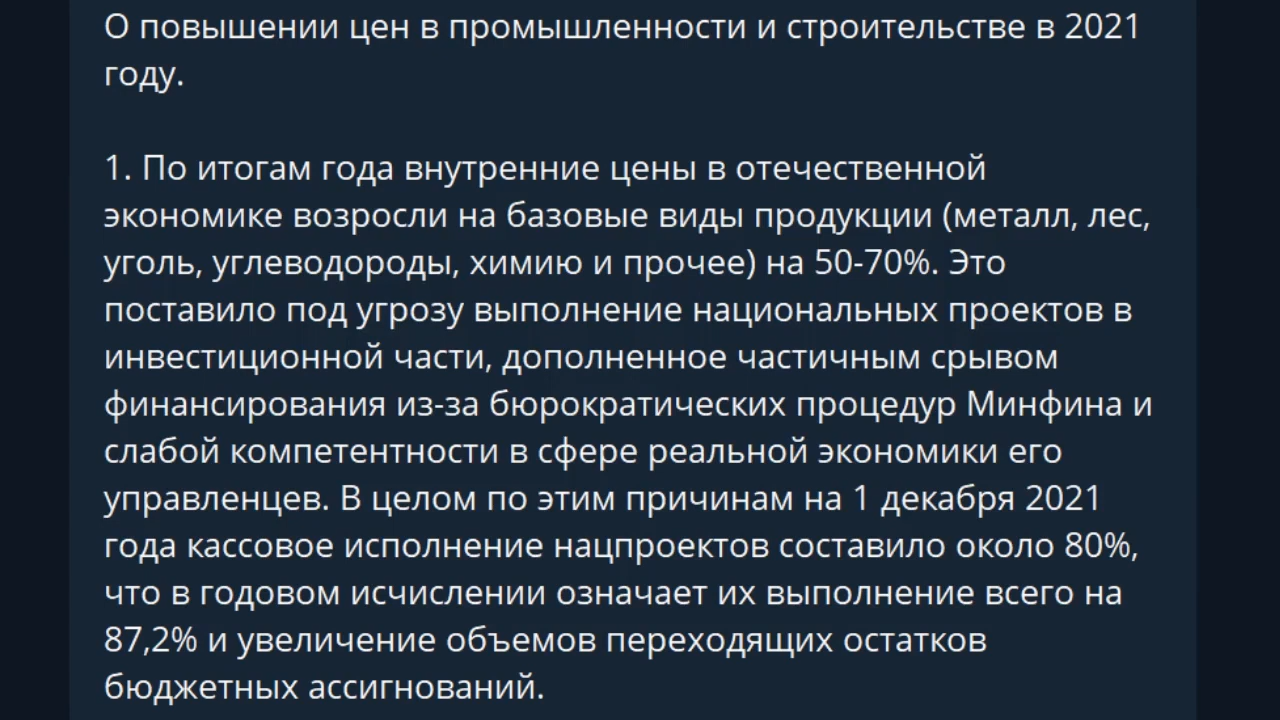 О повышении цен в промышленности и строительстве в 2021
году.
1. По итогам года внутренние цены в отечественной
экономике возросли на базовые виды продукции (металл, лес,
уголь, углеводороды, химию и прочее) на 50-70%. Это
поставило под угрозу выполнение национальных проектов в
инвестиционной части, дополненное частичным срывом
финансирования из-за бюрократических процедур Минфина и
слабой компетентности в сфере реальной экономики его
управленцев. В целом по этим причинам на 1 декабря 2021
года кассовое исполнение нацпроектов составило около 80%,
что в годовом исчислении означает их выполнение всего на
87,2% и увеличение объемов переходящих остатков
бюджетных ассигнований.